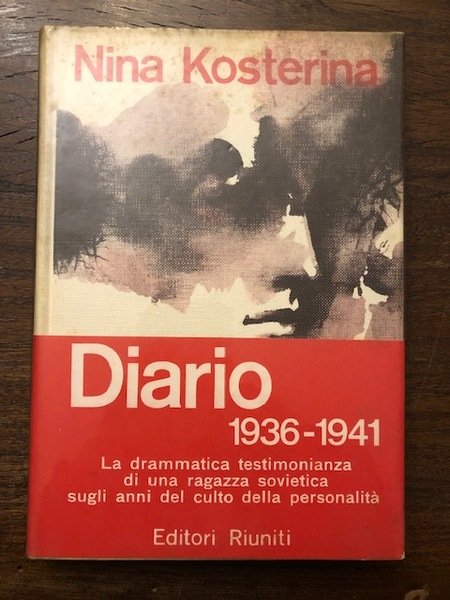 Nina Kosterina
Diario
1936-1941
La drammatica testimonianza
di una ragazza sovietica
sugli anni del culto della personalità
Editori Riuniti